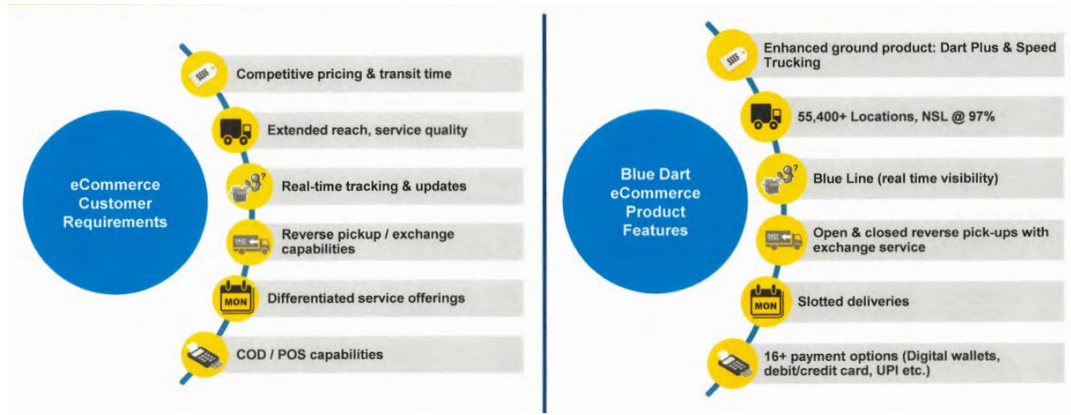 eCommerce
Customer
Requirements
Competitive pricing & transit time
Extended reach, service quality
Real-time tracking & updates
Reverse pickup / exchange
capabilities
MON
Differentiated service offerings
COD / POS capabilities
Blue Dart
eCommerce
Product
Features
Enhanced ground product: Dart Plus & Speed
Trucking
55,400+ Locations, NSL @ 97%
Blue Line (real time visibility)
Open & closed reverse pick-ups with
exchange service
MON
Slotted deliveries
16+ payment options (Digital wallets,
debit/credit card, UPI etc.)